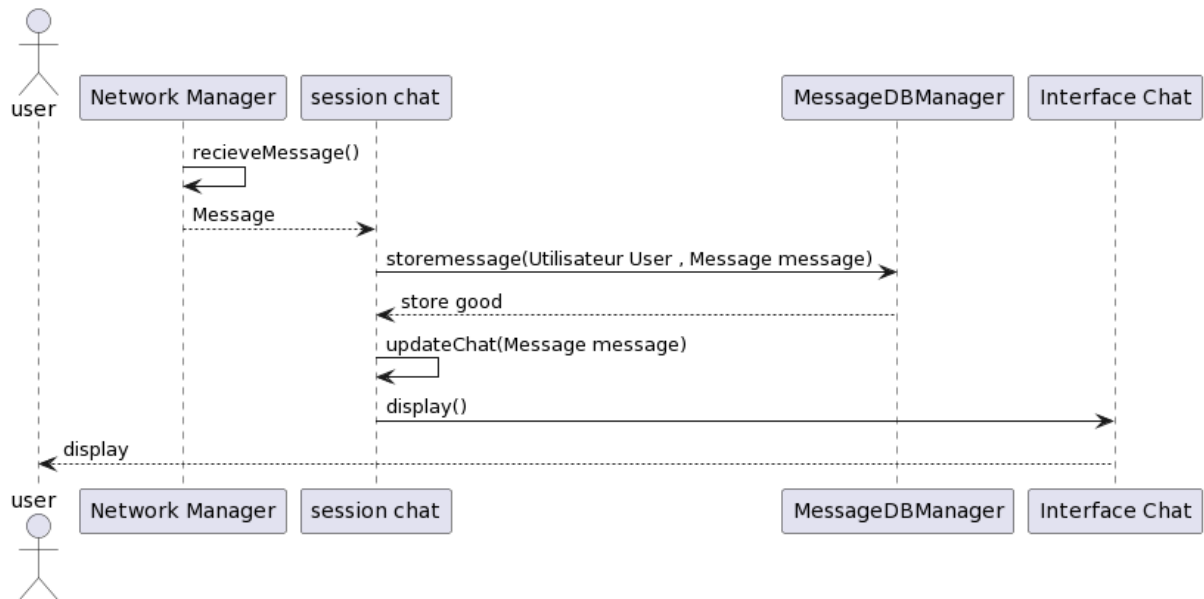 user
Network Manager
session chat
MessageDBManager
Interface Chat
recieveMessage()
Message
storemessage(Utilisateur User , Message message)
store good
updateChat(Message message)
display()
display
user
Network Manager
session chat
MessageDBManager
Interface Chat